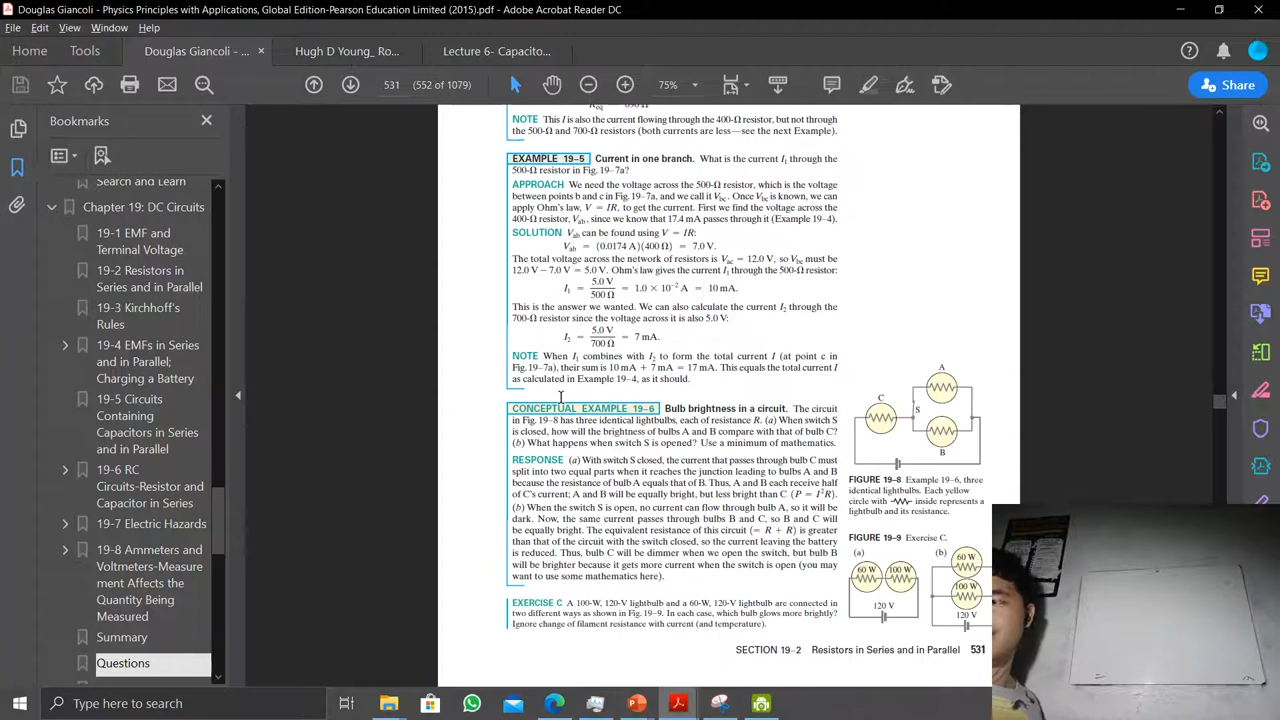 Douglas Giancoli - Physics Principles with Applications, Global Edition-Pearson Education Limited (2015).pdf - Adobe Acrobat Reader DC
File Edit View Sign Window Help
Home Tools Douglas Giancoli - ... × Hugh D Young_ Ro... Lecture 6- Capacito...
531 (552 of 1079) 75% Share
Bookmarks
Search and Learn
Chapter 19: DC Circuits
19-1 EMF and
Terminal Voltage
19-2 Resistors in
Series and in Parallel
19-3 Kirchhoff's
Rules
19-4 EMFs in Series
and in Parallel;
Charging a Battery
19-5 Circuits
Containing
Capacitors in Series
and in Parallel
19-6 RC
Circuits-Resistor and
Capacitor in Series
19-7 Electric Hazards
19-8 Ammeters and
Voltmeters-Measure
ment Affects the
Quantity Being
Measured
Summary
Questions
NOTE This I is also the current flowing through the 400-Ω resistor, but not through
the 500-Ω and 700-Ω resistors (both currents are less—see the next Example).
EXAMPLE 19–5 Current in one branch. What is the current I₁ through the
500-Ω resistor in Fig. 19–7a?
APPROACH We need the voltage across the 500-Ω resistor, which is the voltage
between points b and c in Fig. 19–7a, and we call it V_bc. Once V_bc is known, we can
apply Ohm's law, V = IR, to get the current. First we find the voltage across the
400-Ω resistor, V_ab, since we know that 17.4 mA passes through it (Example 19–4).
SOLUTION V_ab can be found using V = IR:
V_ab = (0.0174 A)(400 Ω) = 7.0 V.
The total voltage across the network of resistors is V_ac = 12.0 V, so V_bc must be
12.0 V − 7.0 V = 5.0 V. Ohm's law gives the current I₁ through the 500-Ω resistor:
I₁ = 5.0 V / 500 Ω = 1.0 × 10⁻² A = 10 mA.
This is the answer we wanted. We can also calculate the current I₂ through the
700-Ω resistor since the voltage across it is also 5.0 V:
I₂ = 5.0 V / 700 Ω = 7 mA.
NOTE When I₁ combines with I₂ to form the total current I (at point c in
Fig. 19–7a), their sum is 10 mA + 7 mA = 17 mA. This equals the total current I
as calculated in Example 19–4, as it should.
CONCEPTUAL EXAMPLE 19–6 Bulb brightness in a circuit. The circuit
in Fig. 19–8 has three identical lightbulbs, each of resistance R. (a) When switch S
is closed, how will the brightness of bulbs A and B compare with that of bulb C?
(b) What happens when switch S is opened? Use a minimum of mathematics.
RESPONSE (a) With switch S closed, the current that passes through bulb C must
split into two equal parts when it reaches the junction leading to bulbs A and B
because the resistance of bulb A equals that of B. Thus, A and B each receive half
of C's current; A and B will be equally bright, but less bright than C (P = I²R).
(b) When the switch S is open, no current can flow through bulb A, so it will be
dark. Now, the same current passes through bulbs B and C, so B and C will
be equally bright. The equivalent resistance of this circuit (= R + R) is greater
than that of the circuit with the switch closed, so the current leaving the battery
is reduced. Thus, bulb C will be dimmer when we open the switch, but bulb B
will be brighter because it gets more current when the switch is open (you may
want to use some mathematics here).
EXERCISE C A 100-W, 120-V lightbulb and a 60-W, 120-V lightbulb are connected in
two different ways as shown in Fig. 19–9. In each case, which bulb glows more brightly?
Ignore change of filament resistance with current (and temperature).
A
C
S
B
FIGURE 19–8 Example 19–6, three
identical lightbulbs. Each yellow
circle with inside represents a
lightbulb and its resistance.
FIGURE 19–9 Exercise C.
(a) (b)
60 W 100 W 60 W
100 W
120 V 120 V
SECTION 19–2 Resistors in Series and in Parallel 531
Type here to search